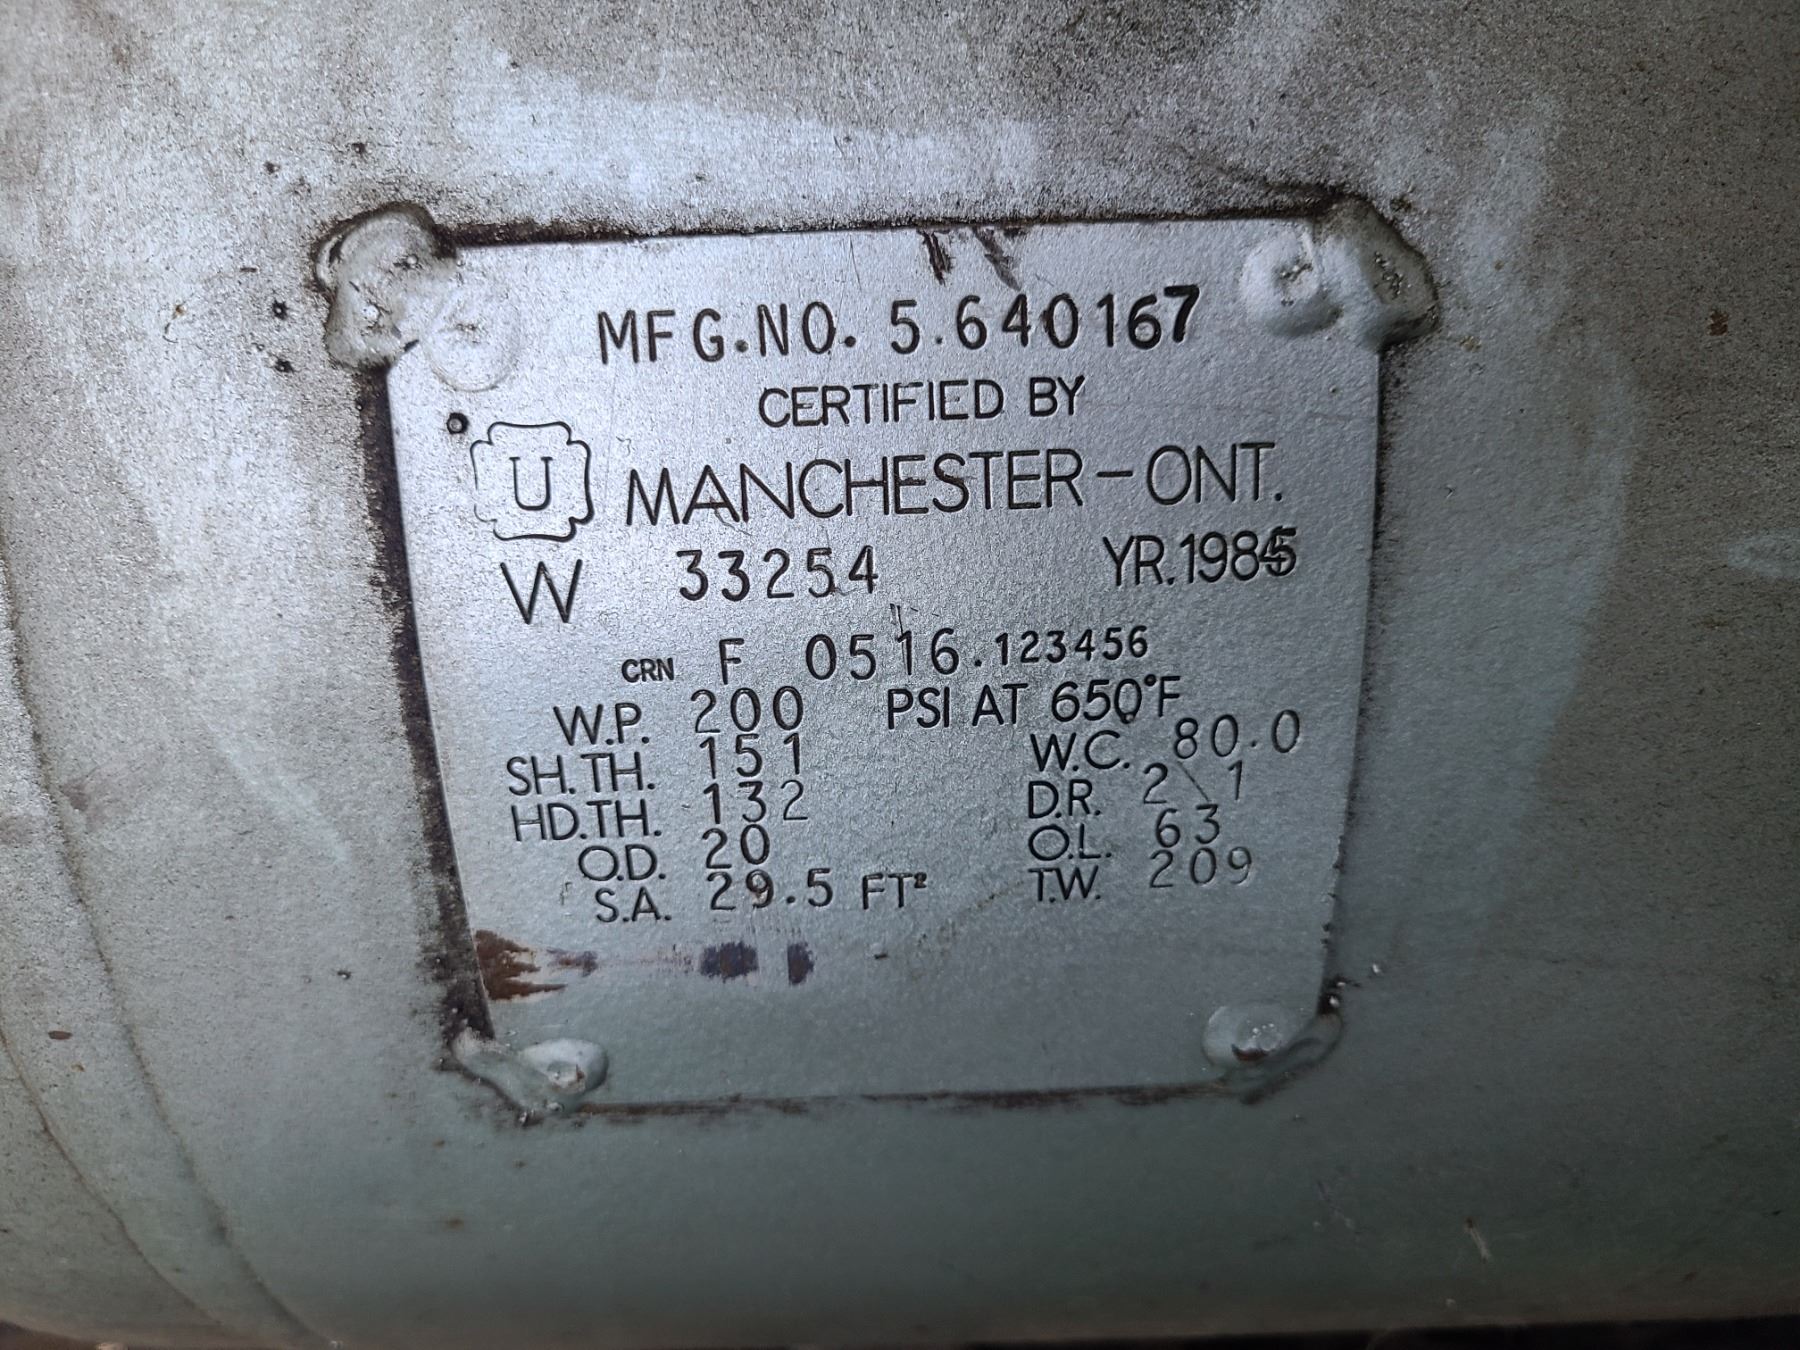 MFG.NO. 5.640167
CERTIFIED BY
U MANCHESTER-ONT.
W 33254 YR.1985
CRN F 0516.123456
W.P. 200 PSI AT 650°F
SH.TH. 151 W.C. 80.0
HD.TH. 132 D.R. 2 1
O.D. 20 O.L. 63
S.A. 29.5 FT² T.W. 209